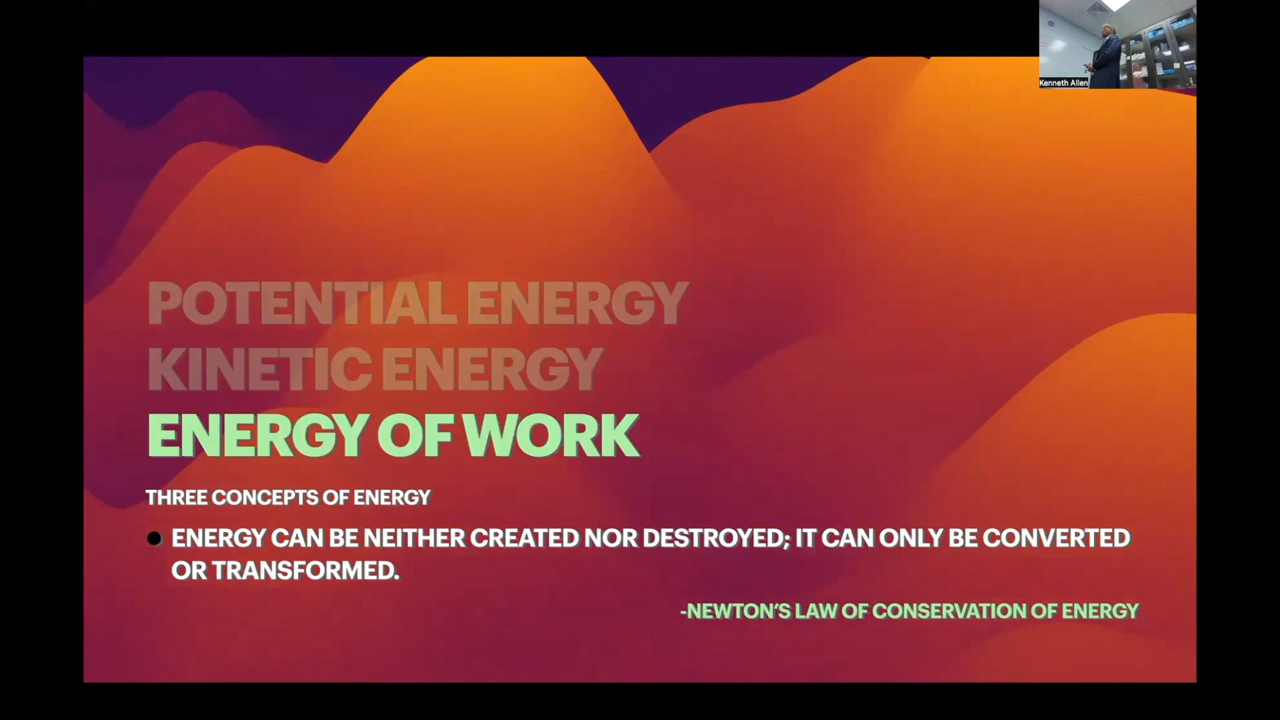 Kenneth Allen
POTENTIAL ENERGY
KINETIC ENERGY
ENERGY OF WORK
THREE CONCEPTS OF ENERGY
ENERGY CAN BE NEITHER CREATED NOR DESTROYED; IT CAN ONLY BE CONVERTED
OR TRANSFORMED.
-NEWTON'S LAW OF CONSERVATION OF ENERGY